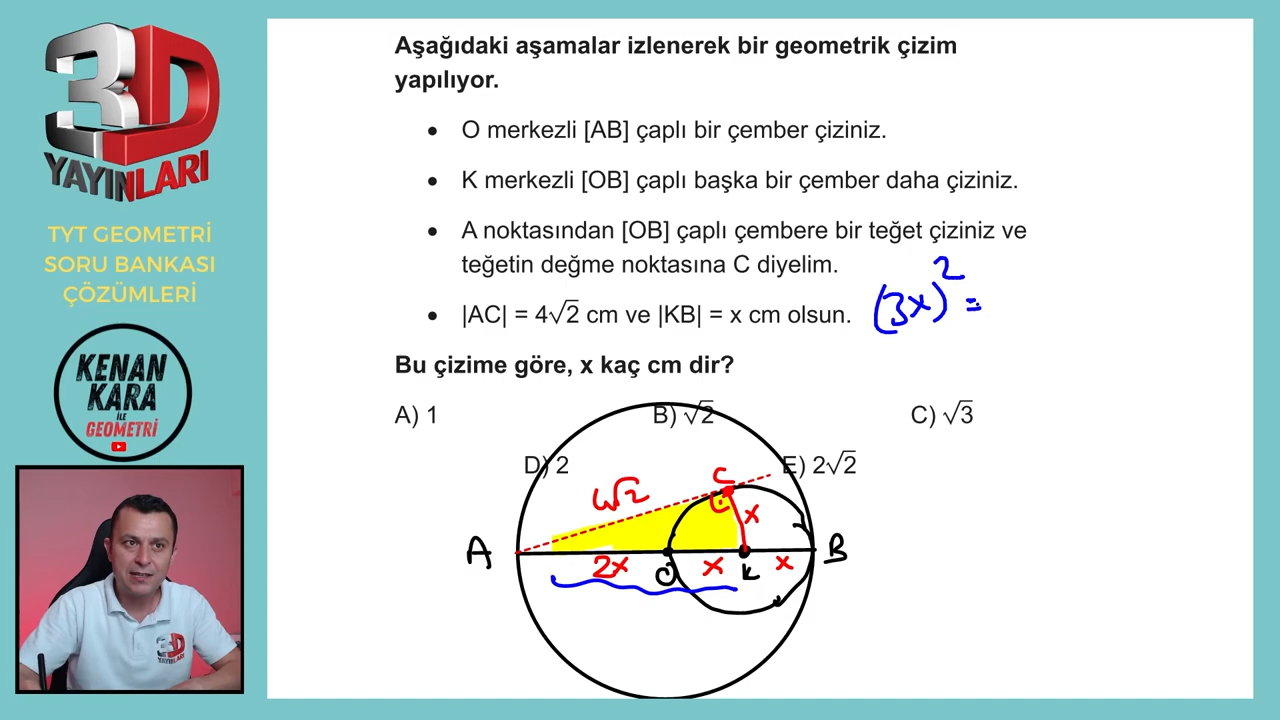 3D
YAYINLARI
TYT GEOMETRİ
SORU BANKASI
ÇÖZÜMLERİ
KENAN
KARA
İLE
GEOMETRİ
3D
YAYINLARI
Aşağıdaki aşamalar izlenerek bir geometrik çizim
yapılıyor.
• O merkezli [AB] çaplı bir çember çiziniz.
• K merkezli [OB] çaplı başka bir çember daha çiziniz.
• A noktasından [OB] çaplı çembere bir teğet çiziniz ve
teğetin değme noktasına C diyelim.
• |AC| = 4√2 cm ve |KB| = x cm olsun.
(3x)² =
Bu çizime göre, x kaç cm dir?
A) 1 B) √2 C) √3
D) 2 E) 2√2
4√2 C x
A B
2x O x K x